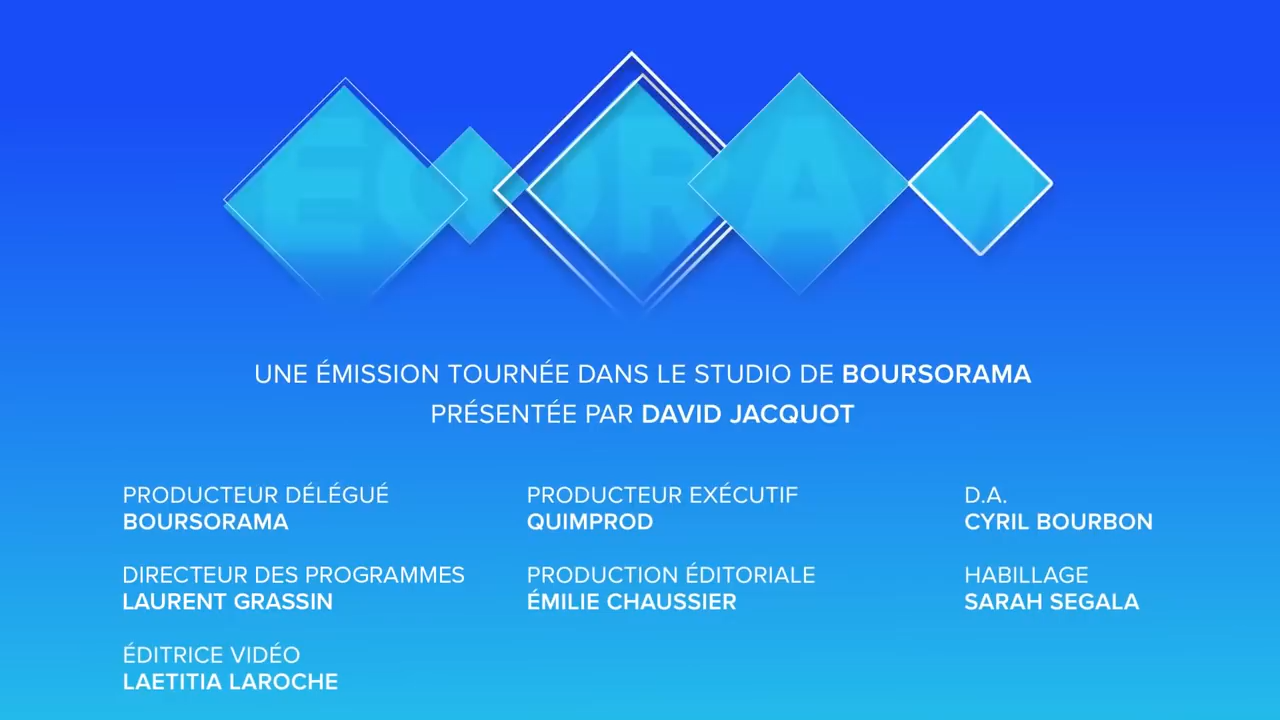 ECORAM
UNE ÉMISSION TOURNÉE DANS LE STUDIO DE BOURSORAMA
PRÉSENTÉE PAR DAVID JACQUOT
PRODUCTEUR DÉLÉGUÉ
BOURSORAMA
DIRECTEUR DES PROGRAMMES
LAURENT GRASSIN
ÉDITRICE VIDÉO
LAETITIA LAROCHE
PRODUCTEUR EXÉCUTIF
QUIMPROD
PRODUCTION ÉDITORIALE
ÉMILIE CHAUSSIER
D.A.
CYRIL BOURBON
HABILLAGE
SARAH SEGALA